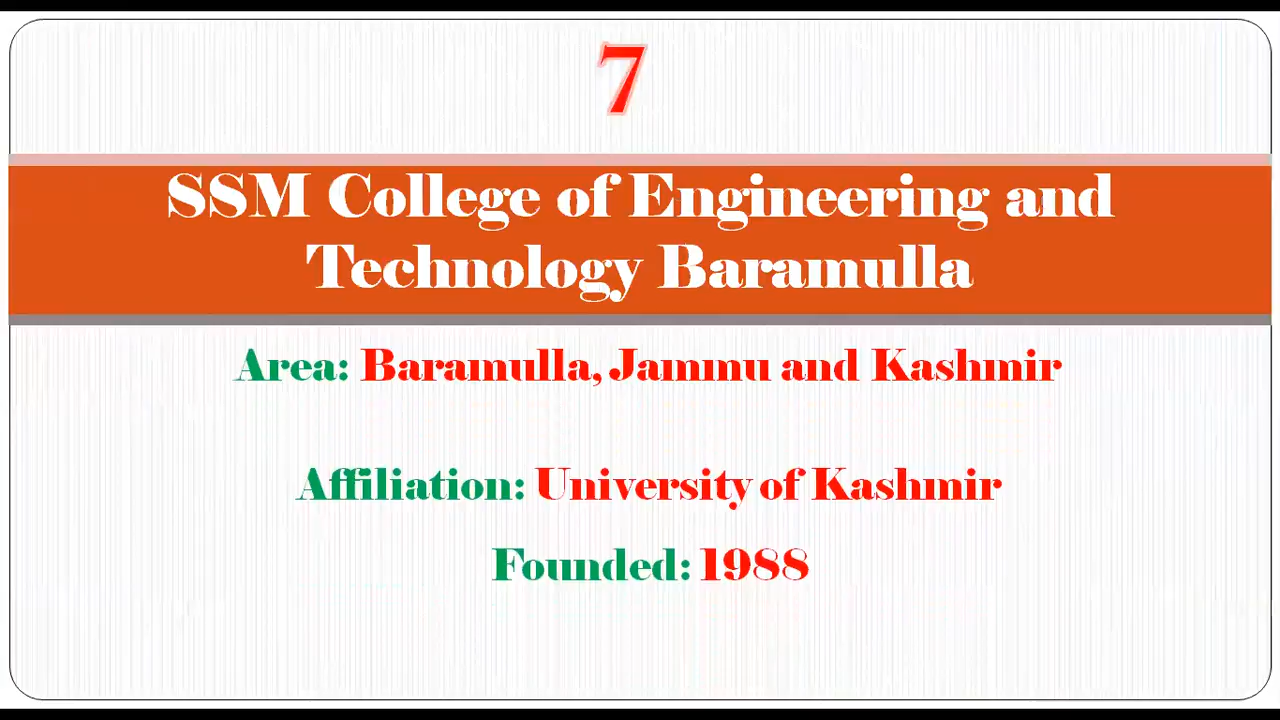 7
SSM College of Engineering and
Technology Baramulla
Area: Baramulla, Jammu and Kashmir
Affiliation: University of Kashmir
Founded: 1988